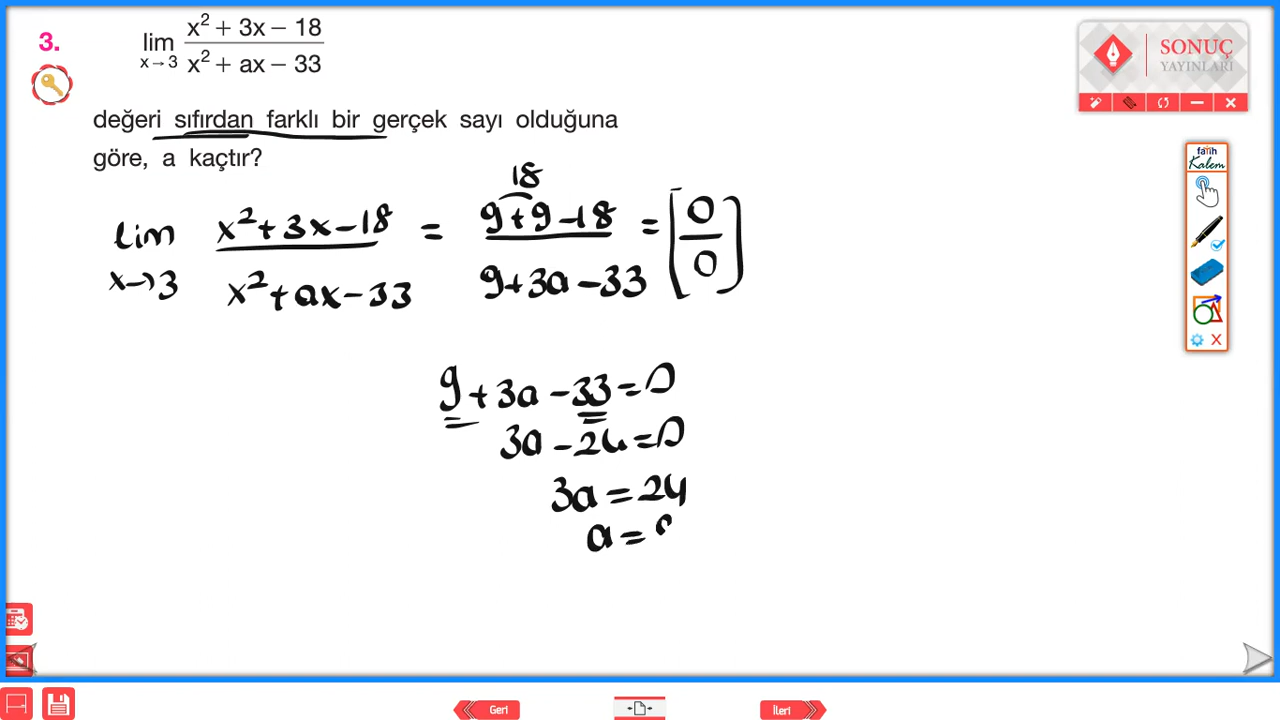 3.
lim x→3 x² + 3x – 18 / x² + ax – 33
değeri sıfırdan farklı bir gerçek sayı olduğuna
göre, a kaçtır?
18
lim x→3 x²+3x–18 / x²+ax–33 = 9+9–18 / 9+3a–33 = [0/0]
9+3a–33=0
3a–24=0
3a=24
a=
SONUÇ
YAYINLARI
fatih
Kalem
Geri
İleri